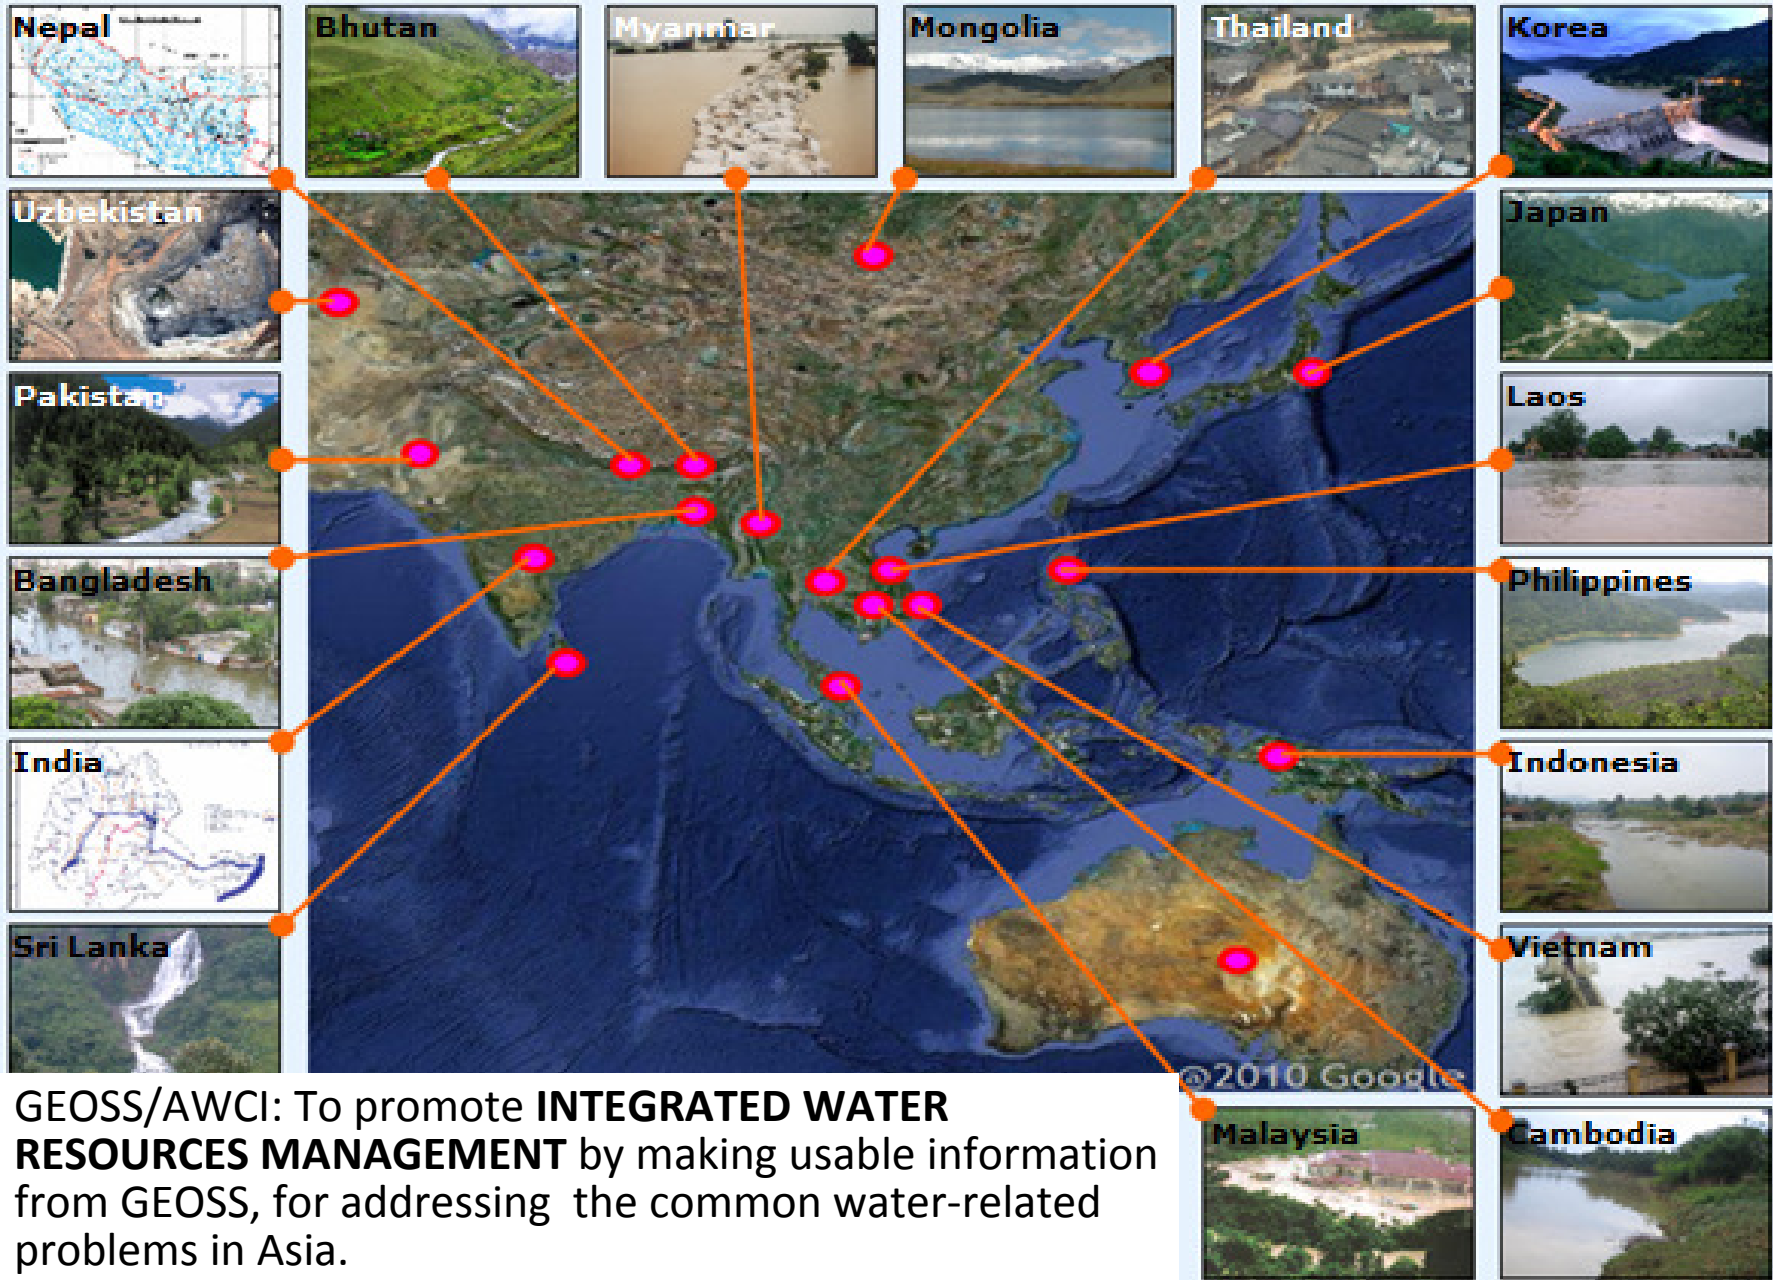 Nepal
Bhutan
Myanmar
Mongolia
Thailand
Korea
Uzbekistan
Japan
Pakistan
Laos
Bangladesh
Philippines
India
Indonesia
Sri Lanka
Vietnam
@2010 Google
Malaysia
Cambodia
GEOSS/AWCI: To promote INTEGRATED WATER
RESOURCES MANAGEMENT by making usable information
from GEOSS, for addressing the common water-related
problems in Asia.